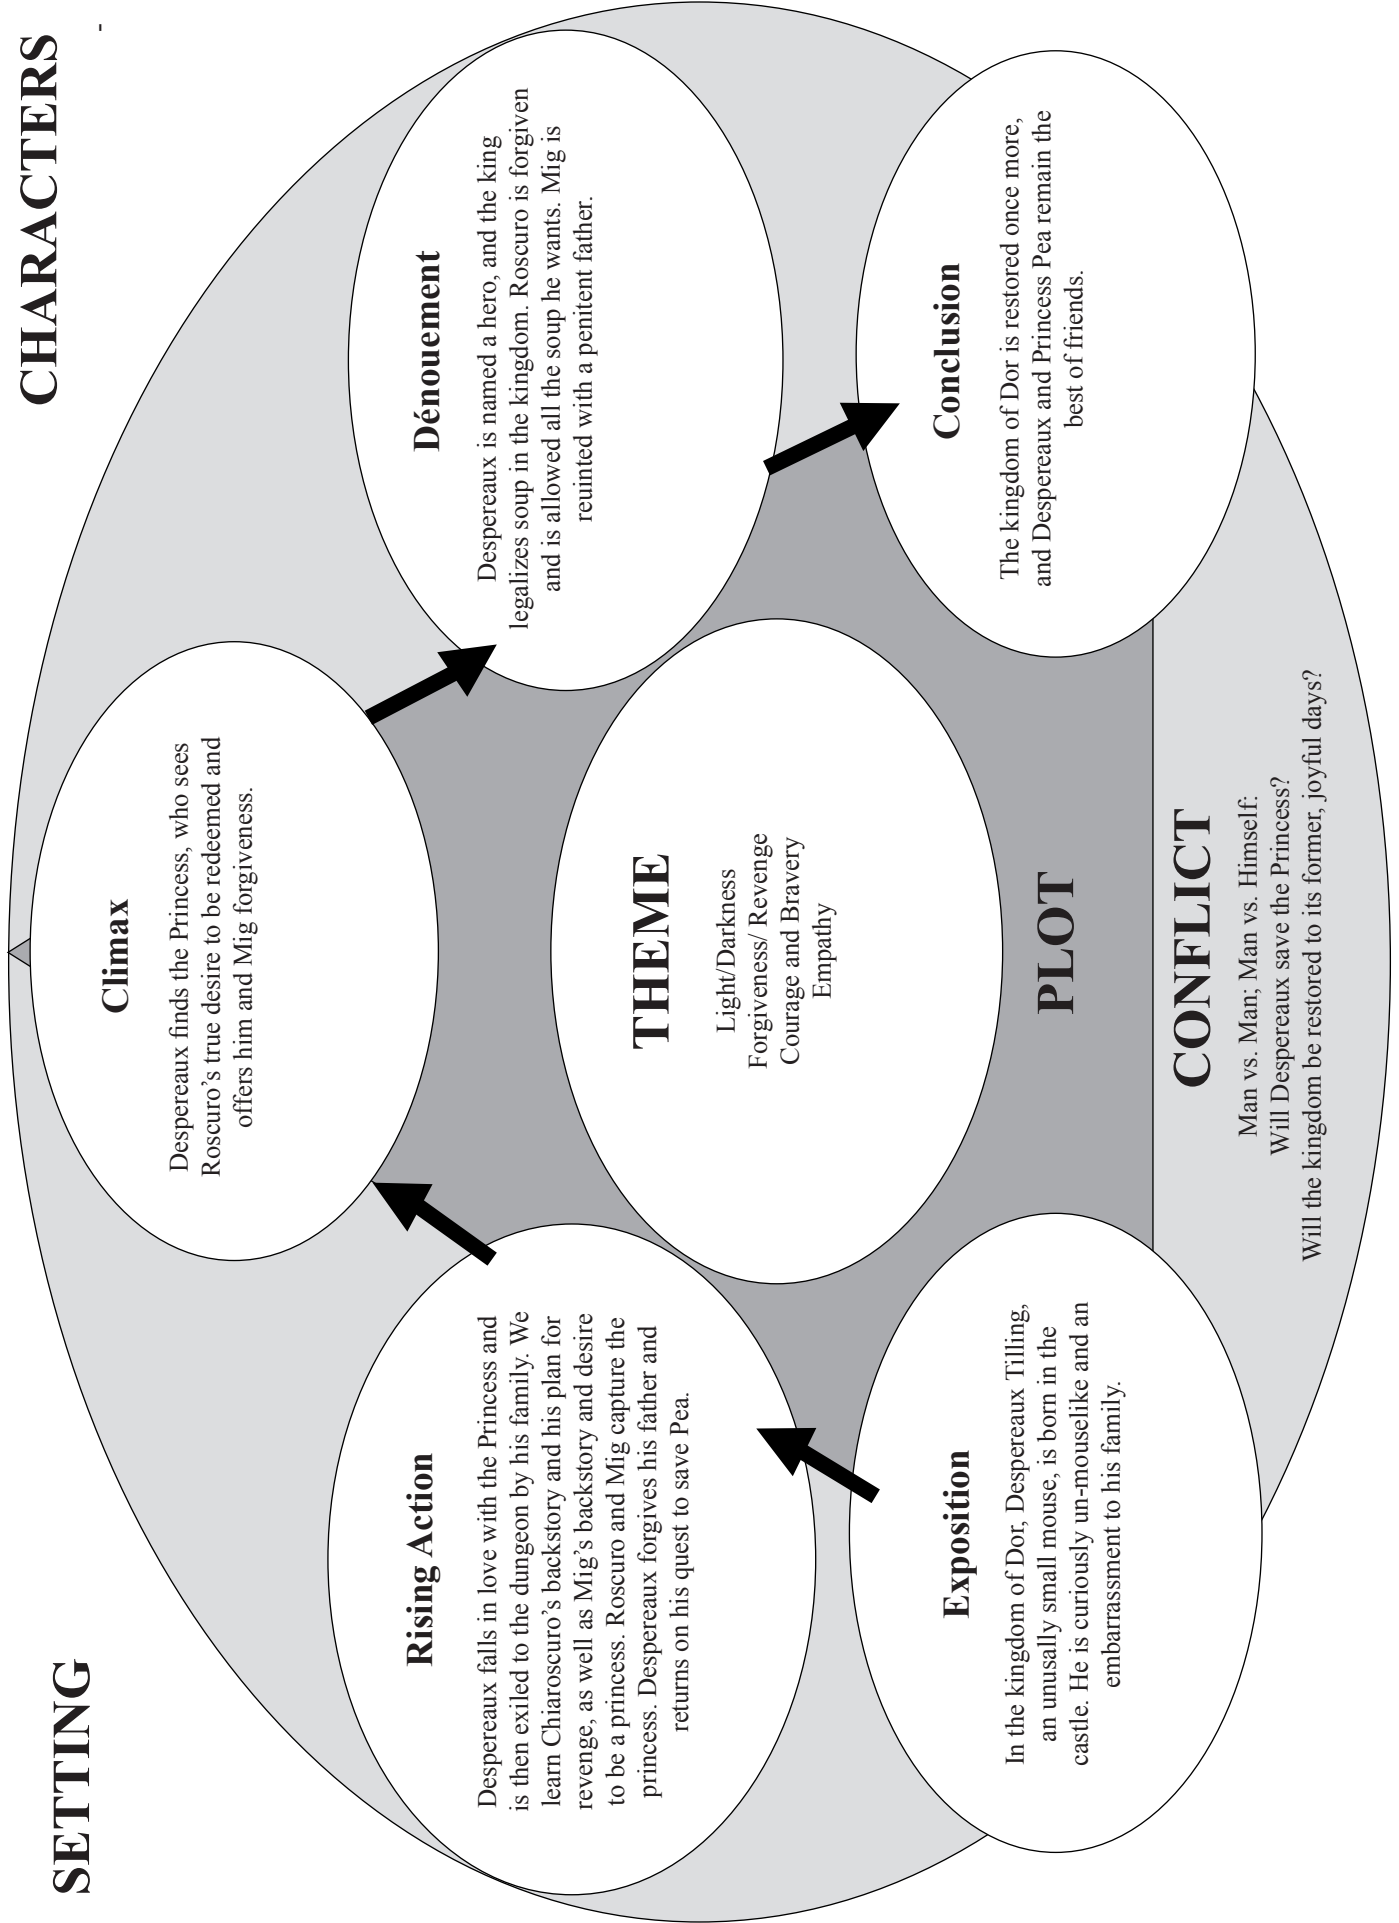 SETTING
CHARACTERS
-
Climax
Despereaux finds the Princess, who sees
Roscuro’s true desire to be redeemed and
offers him and Mig forgiveness.
Rising Action
Despereaux falls in love with the Princess and
is then exiled to the dungeon by his family. We
learn Chiaroscuro’s backstory and his plan for
revenge, as well as Mig’s backstory and desire
to be a princess. Roscuro and Mig capture the
princess. Despereaux forgives his father and
returns on his quest to save Pea.
Dénouement
Despereaux is named a hero, and the king
legalizes soup in the kingdom. Roscuro is forgiven
and is allowed all the soup he wants. Mig is
reuinted with a penitent father.
THEME
Light/Darkness
Forgiveness/ Revenge
Courage and Bravery
Empathy
Exposition
In the kingdom of Dor, Despereaux Tilling,
an unusally small mouse, is born in the
castle. He is curiously un-mouselike and an
embarrassment to his family.
Conclusion
The kingdom of Dor is restored once more,
and Despereaux and Princess Pea remain the
best of friends.
PLOT
CONFLICT
Man vs. Man; Man vs. Himself:
Will Despereaux save the Princess?
Will the kingdom be restored to its former, joyful days?